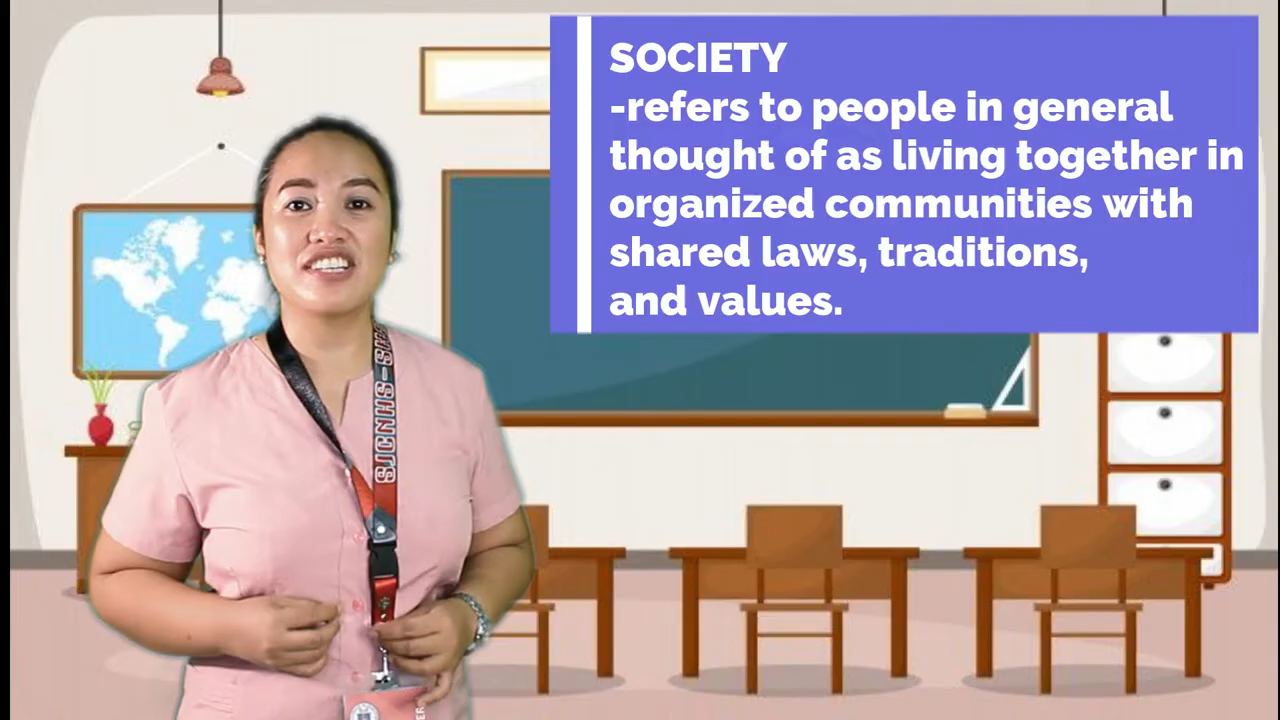 SOCIETY
-refers to people in general
thought of as living together in
organized communities with
shared laws, traditions,
and values.
SJCNHS-SH